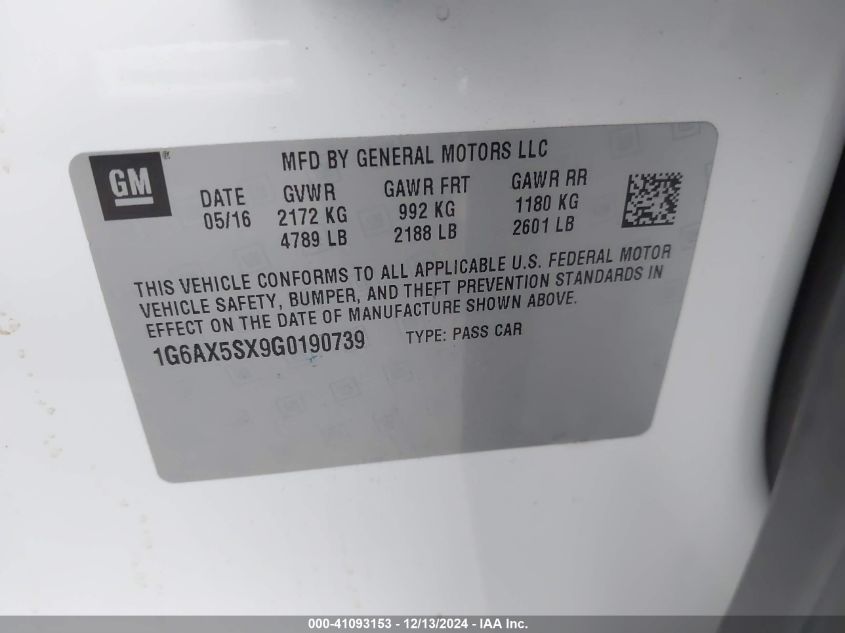 GM
MFD BY GENERAL MOTORS LLC
DATE GVWR GAWR FRT GAWR RR
05/16 2172 KG 992 KG 1180 KG
4789 LB 2188 LB 2601 LB
THIS VEHICLE CONFORMS TO ALL APPLICABLE U.S. FEDERAL MOTOR
VEHICLE SAFETY, BUMPER, AND THEFT PREVENTION STANDARDS IN
EFFECT ON THE DATE OF MANUFACTURE SHOWN ABOVE.
1G6AX5SX9G0190739 TYPE: PASS CAR
000-41093153 - 12/13/2024 - IAA Inc.